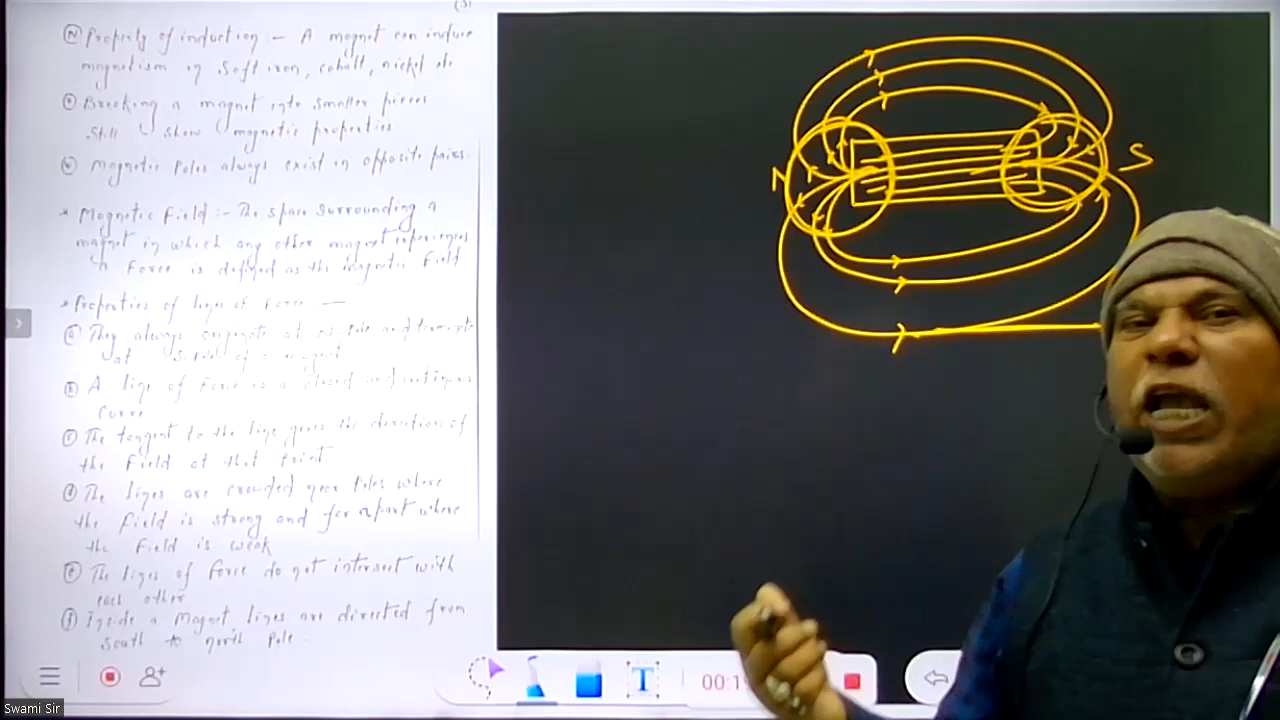 (3)
(iv) Property of induction — A magnet can induce
magnetism in Soft iron, cobalt, nickel etc
(v) Breaking a magnet into smaller pieces
still show magnetic properties
Magnetic poles always exist in opposite pairs.
* Magnetic Field :- The space surrounding a
magnet in which any other magnet experiences
a Force is defined as the magnetic field
* Properties of lines of Force —
(a) They always originate at and
at of a magnet
(b) A line of Force is a closed and
curve
(c) The tangent to the line gives the direction of
the field at that point
(d) The lines are crowded near poles where
the field is strong and far apart where
the field is weak
(e) The lines of Force do not intersect with
each other
(f) Inside a magnet lines are directed from
south to north pole.
N
S
T
00:1
Swami Sir